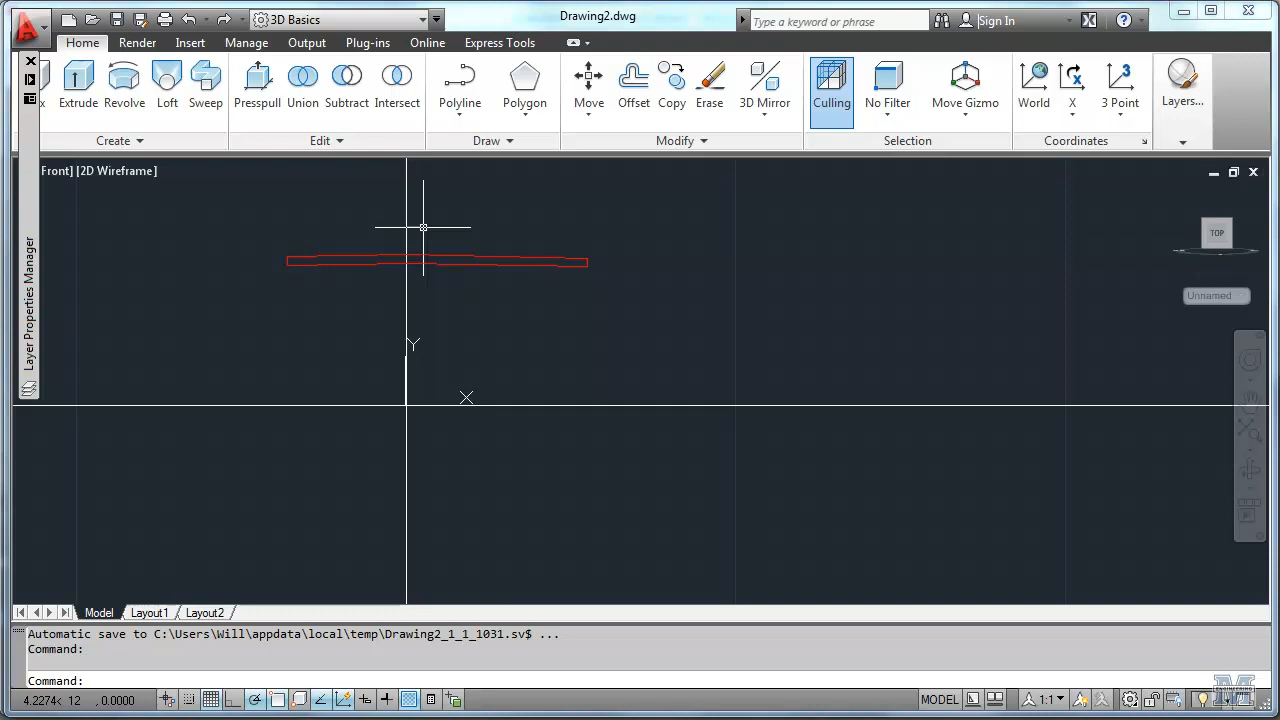 3D Basics
Drawing2.dwg
Type a keyword or phrase
Sign In
Home Render Insert Manage Output Plug-ins Online Express Tools
Extrude Revolve Loft Sweep Presspull Union Subtract Intersect Polyline Polygon Move Offset Copy Erase 3D Mirror Culling No Filter Move Gizmo World X 3 Point Layers...
Create Edit Draw Modify Selection Coordinates
Front] [2D Wireframe]
TOP
Unnamed
Layer Properties Manager
Y
X
Model Layout1 Layout2
Automatic save to C:\Users\Will\appdata\local\temp\Drawing2_1_1_1031.sv$ ...
Command:
Command:
4.2274< 12 , 0.0000
MODEL
1:1